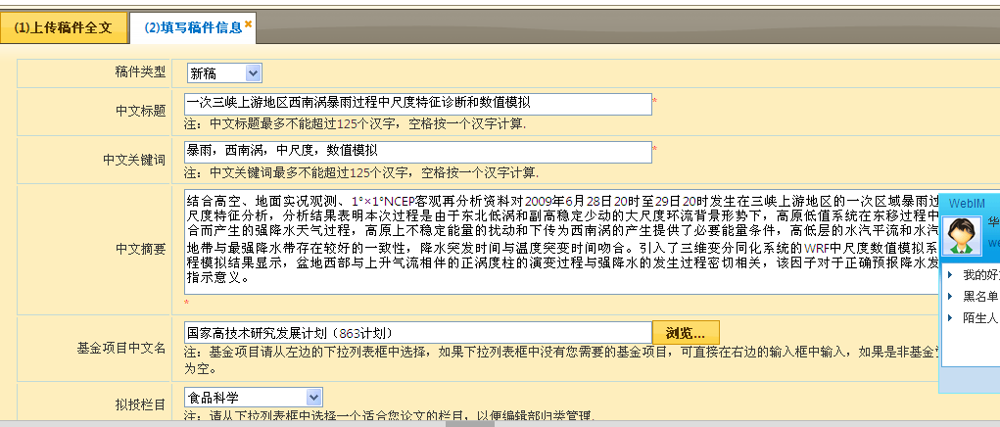 (1)上传稿件全文
(2)填写稿件信息
稿件类型
新稿
中文标题
一次三峡上游地区西南涡暴雨过程中尺度特征诊断和数值模拟
*
注：中文标题最多不能超过125个汉字，空格按一个汉字计算.
中文关键词
暴雨，西南涡，中尺度，数值模拟
*
注：中文关键词最多不能超过125个汉字，空格按一个汉字计算.
中文摘要
结合高空、地面实况观测、1°×1°NCEP客观再分析资料对2009年6月28日20时至29日20时发生在三峡上游地区的一次区域暴雨过
尺度特征分析，分析结果表明本次过程是由于东北低涡和副高稳定少动的大尺度环流背景形势下，高原低值系统在东移过程中
合而产生的强降水天气过程，高原上不稳定能量的扰动和下传为西南涡的产生提供了必要能量条件，高低层的水汽平流和水汽
地带与最强降水带存在较好的一致性，降水突发时间与温度突变时间吻合。引入了三维变分同化系统的WRF中尺度数值模拟系
程模拟结果显示，盆地西部与上升气流相伴的正涡度柱的演变过程与强降水的发生过程密切相关，该因子对于正确预报降水发
指示意义。
*
基金项目中文名
国家高技术研究发展计划（863计划）
浏览...
注：基金项目请从左边的下拉列表框中选择，如果下拉列表框中没有您需要的基金项目，可直接在右边的输入框中输入，如果是非基金
为空。
拟投栏目
食品科学
注：请从下拉列表框中选择一个适合您论文的栏目，以便编辑部归类管理.
WebIM
华
we
我的好
黑名单
陌生人